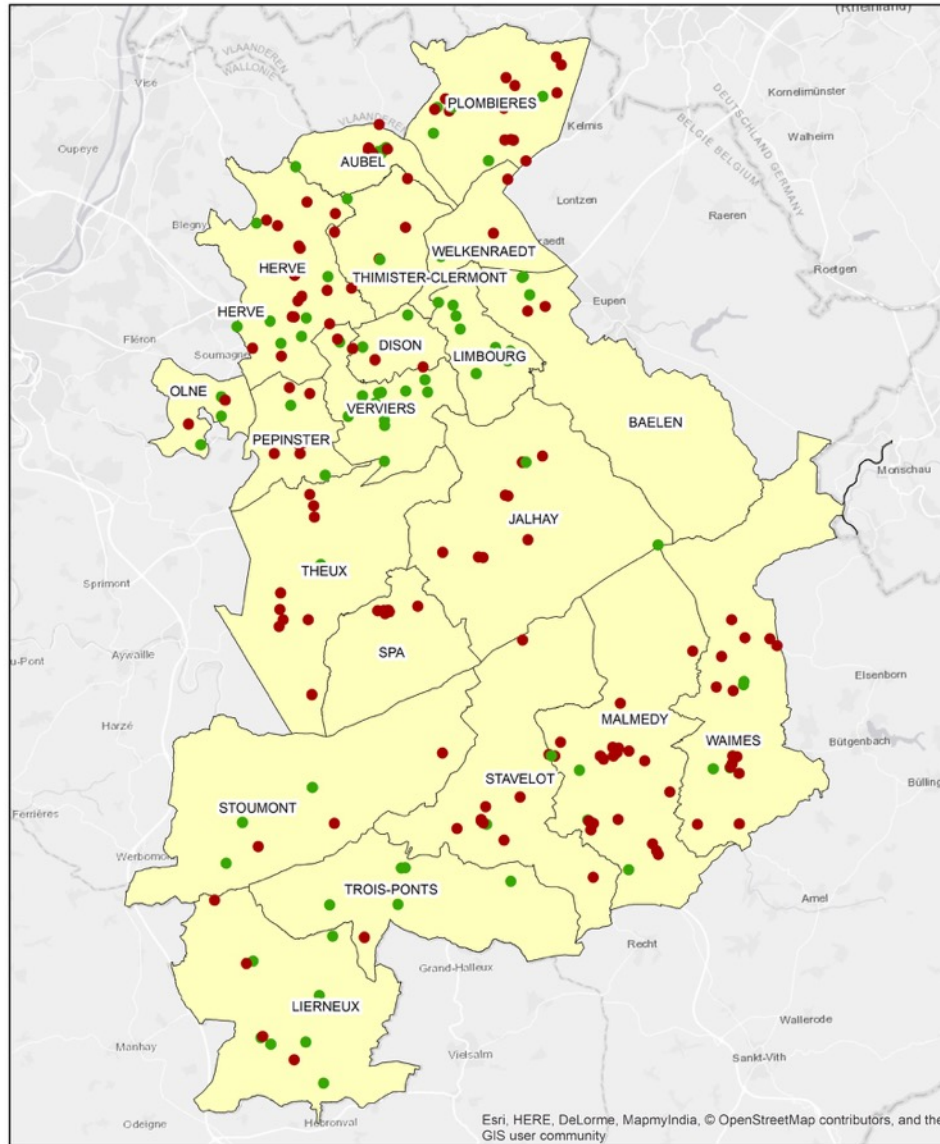 (Rheinland)
VLAANDEREN
WALLONIE
Visé
Kornelimünster
PLOMBIERES
DEUTSCHLAND GERMANY
BELGIE BELGIUM
VLAANDEREN
Kelmis
Walheim
Oupeye
AUBEL
Lontzen
Raeren
Blegny
WELKENRAEDT
raedt
Roetgen
HERVE
THIMISTER-CLERMONT
Eupen
HERVE
Fléron
DISON
Soumagne
LIMBOURG
OLNE
VERVIERS
BAELEN
PEPINSTER
Monschau
JALHAY
THEUX
Sprimont
SPA
u-Pont
Aywaille
Elsenborn
MALMEDY
Harzé
WAIMES
Bütgenbach
STAVELOT
Bülling
STOUMONT
Ferrières
Werbomont
TROIS-PONTS
Amel
Recht
Grand-Halleux
LIERNEUX
Wallerode
Manhay
Vielsalm
Sankt-Vith
Odeigne
Hébronval
Esri, HERE, DeLorme, MapmyIndia, © OpenStreetMap contributors, and the
GIS user community